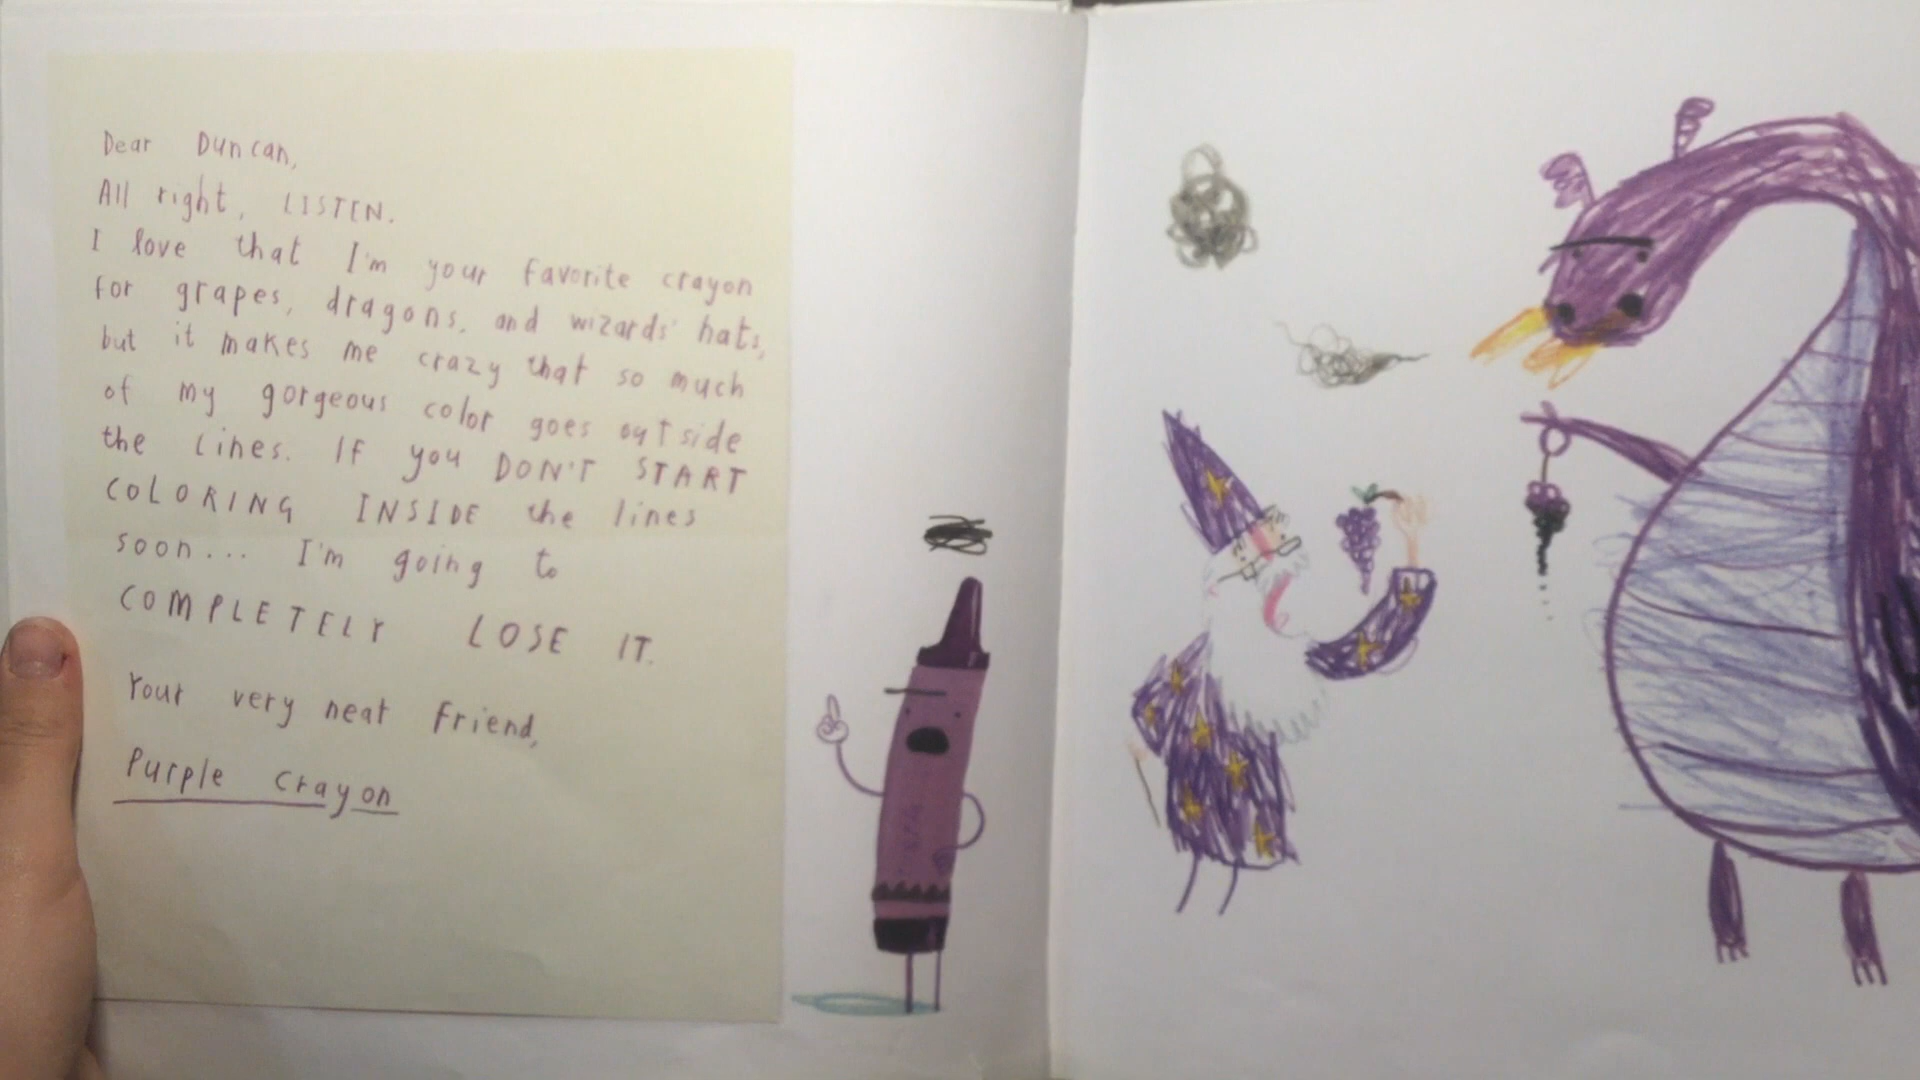 Dear Duncan,
All right, LISTEN.
I love that I'm your favorite crayon
for grapes, dragons, and wizards' hats,
but it makes me crazy that so much
of my gorgeous color goes outside
the lines. If you DON'T START
COLORING INSIDE the lines
soon... I'm going to
COMPLETELY LOSE IT.
Your very neat friend,
Purple Crayon